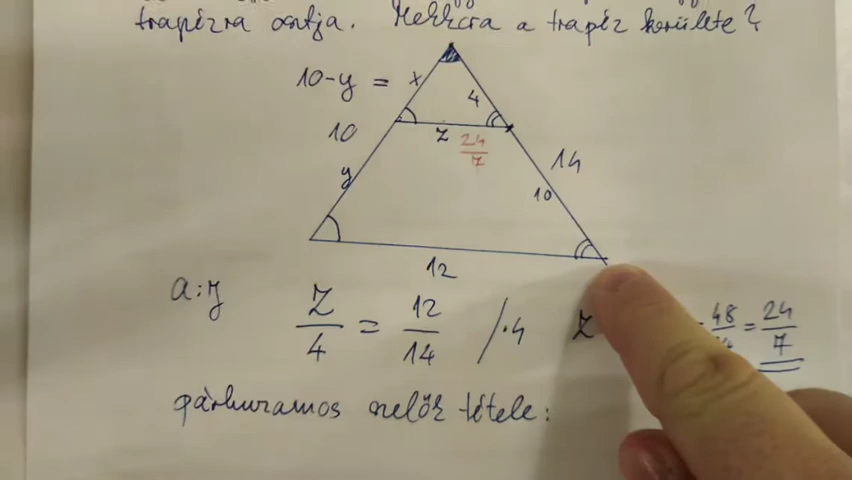 trapézra osztja. Mekkora a trapéz kerülete?
10-y = x
4
10
z
24/7
14
y
10
12
a:γ
z/4 = 12/14 /·4 z = 48/14 = 24/7
párhuzamos szelők tétele: